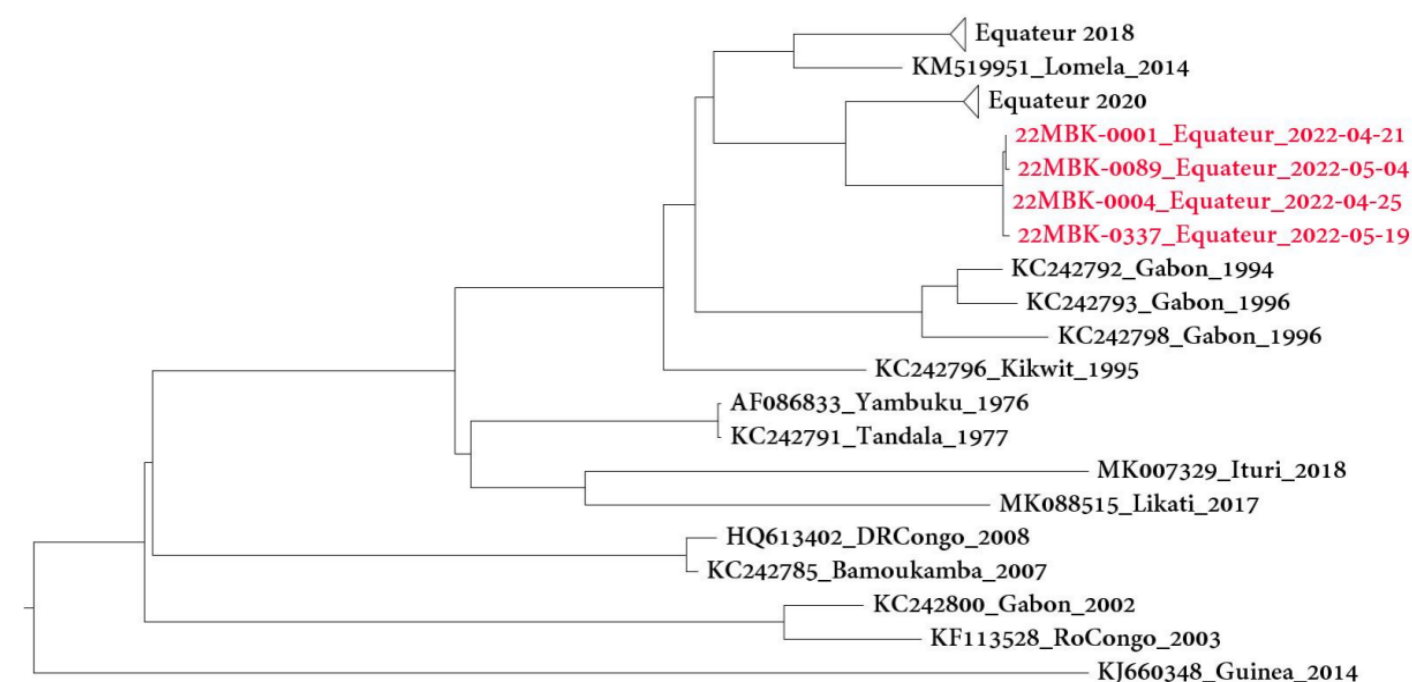 Equateur 2018
KM519951_Lomela_2014
Equateur 2020
22MBK-0001_Equateur_2022-04-21
22MBK-0089_Equateur_2022-05-04
22MBK-0004_Equateur_2022-04-25
22MBK-0337_Equateur_2022-05-19
KC242792_Gabon_1994
KC242793_Gabon_1996
KC242798_Gabon_1996
KC242796_Kikwit_1995
AF086833_Yambuku_1976
KC242791_Tandala_1977
MK007329_Ituri_2018
MK088515_Likati_2017
HQ613402_DRCongo_2008
KC242785_Bamoukamba_2007
KC242800_Gabon_2002
KF113528_RoCongo_2003
KJ660348_Guinea_2014